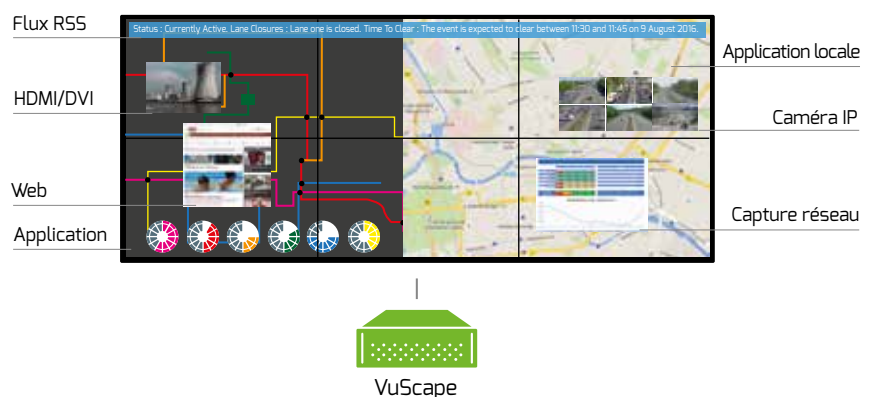 Flux RSS
Status : Currently Active. Lane Closures : Lane one is closed. Time To Clear : The event is expected to clear between 11:30 and 11:45 on 9 August 2016.
Application locale
HDMI/DVI
Caméra IP
Web
Capture réseau
Application
VuScape